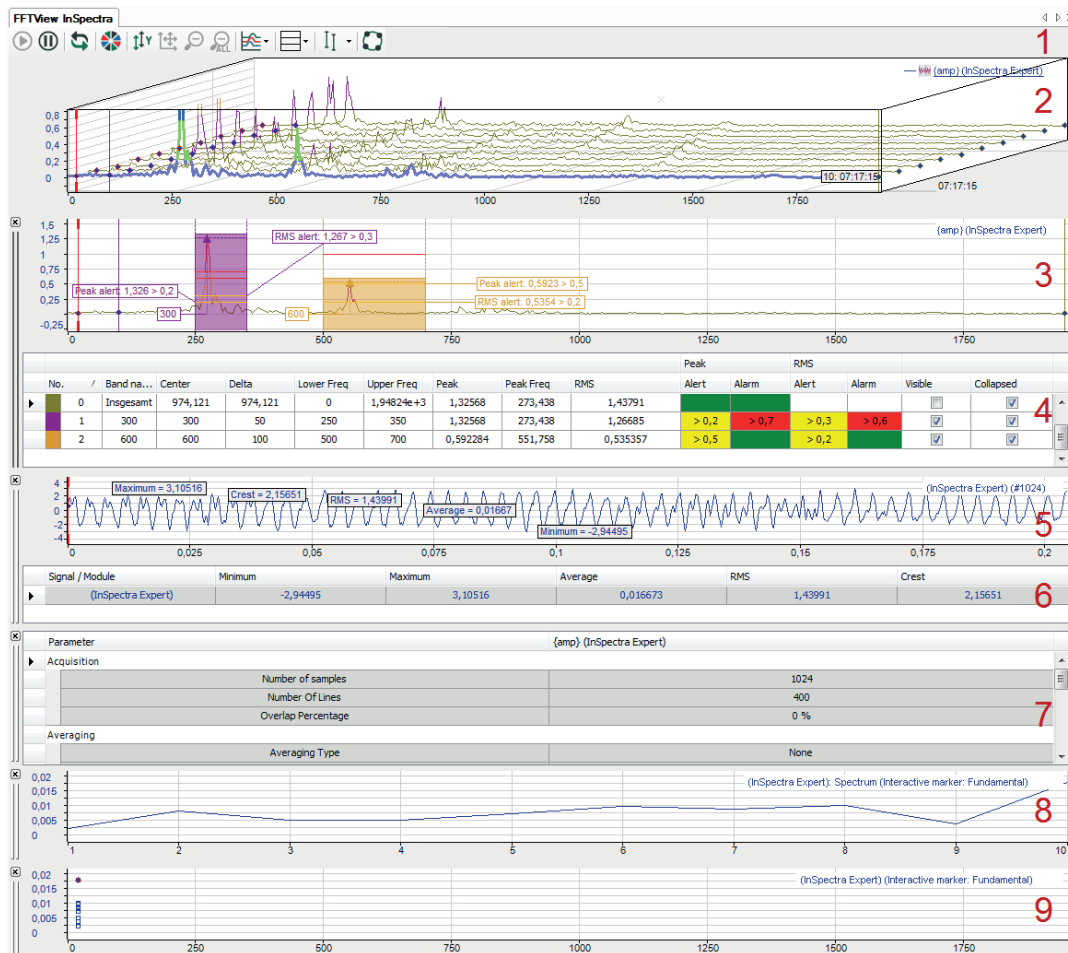 FFTView InSpectra
ALL
1
{amp} (InSpectra Expert)
2
0,8
0,6
0,4
0,2
0
10: 07:17:15
07:17:15
0 250 500 750 1000 1250 1500 1750
1,5
1,25
1
0,75
0,5
0,25
-0,25
{amp} (InSpectra Expert)
RMS alert: 1,267 > 0,3
Peak alert: 1,326 > 0,2
Peak alert: 0,5923 > 0,5
RMS alert: 0,5354 > 0,2
300
600
3
0 250 500 750 1000 1250 1500 1750
Peak RMS
No. / Band na... Center Delta Lower Freq Upper Freq Peak Peak Freq RMS Alert Alarm Alert Alarm Visible Collapsed
0 Insgesamt 974,121 974,121 0 1,94824e+3 1,32568 273,438 1,43791
1 300 300 50 250 350 1,32568 273,438 1,26685 > 0,2 > 0,7 > 0,3 > 0,6
2 600 600 100 500 700 0,592284 551,758 0,535357 > 0,5 > 0,2
4
4
2
0
-2
-4
Maximum = 3,10516
Crest = 2,15651
RMS = 1,43991
Average = 0,01667
Minimum = -2,94495
(InSpectra Expert) (#1024)
5
0 0,025 0,05 0,075 0,1 0,125 0,15 0,175 0,2
Signal / Module Minimum Maximum Average RMS Crest
(InSpectra Expert) -2,94495 3,10516 0,016673 1,43991 2,15651
6
Parameter {amp} (InSpectra Expert)
Acquisition
Number of samples 1024
Number Of Lines 400
Overlap Percentage 0 %
7
Averaging
Averaging Type None
0,02
0,015
0,01
0,005
0
(InSpectra Expert): Spectrum (Interactive marker: Fundamental)
8
1 2 3 4 5 6 7 8 9 10
0,02
0,015
0,01
0,005
0
(InSpectra Expert) (Interactive marker: Fundamental)
9
0 250 500 750 1000 1250 1500 1750